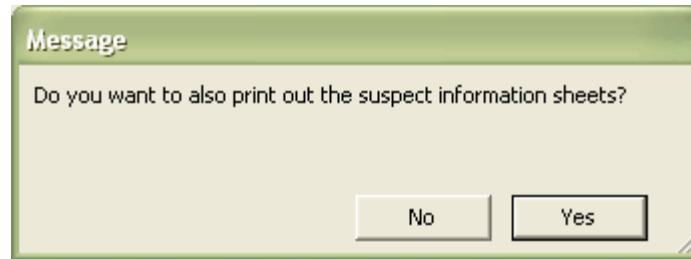 Message
Do you want to also print out the suspect information sheets?
No
Yes